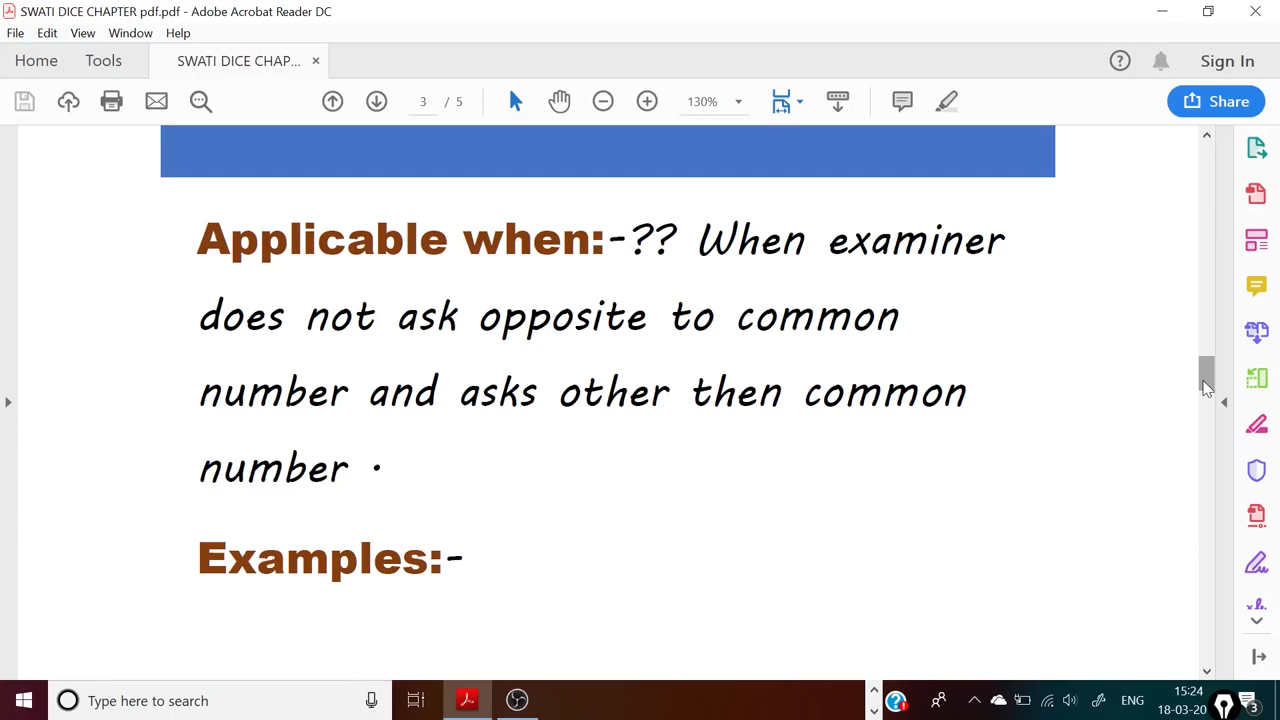 SWATI DICE CHAPTER pdf.pdf - Adobe Acrobat Reader DC
File Edit View Window Help
Home Tools SWATI DICE CHAP... × Sign In
3 / 5 130% Share
Applicable when:-?? When examiner
does not ask opposite to common
number and asks other then common
number .
Examples:-
Type here to search
ENG 15:24
18-03-20 3